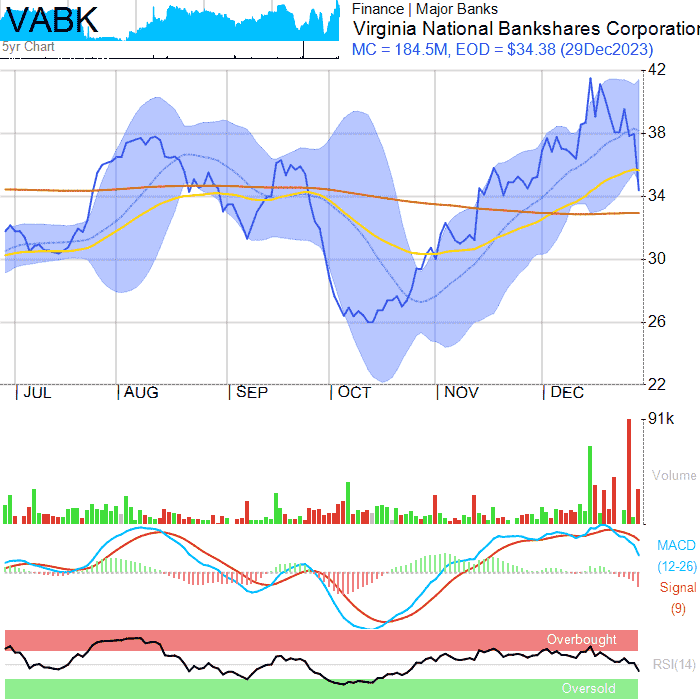 VABK
5yr Chart
Finance | Major Banks
Virginia National Bankshares Corporation
MC = 184.5M, EOD = $34.38 (29Dec2023)
42
38
34
30
26
22
| JUL | AUG | SEP | OCT | NOV | DEC
91k
Volume
MACD
(12-26)
Signal
(9)
Overbought
RSI(14)
Oversold